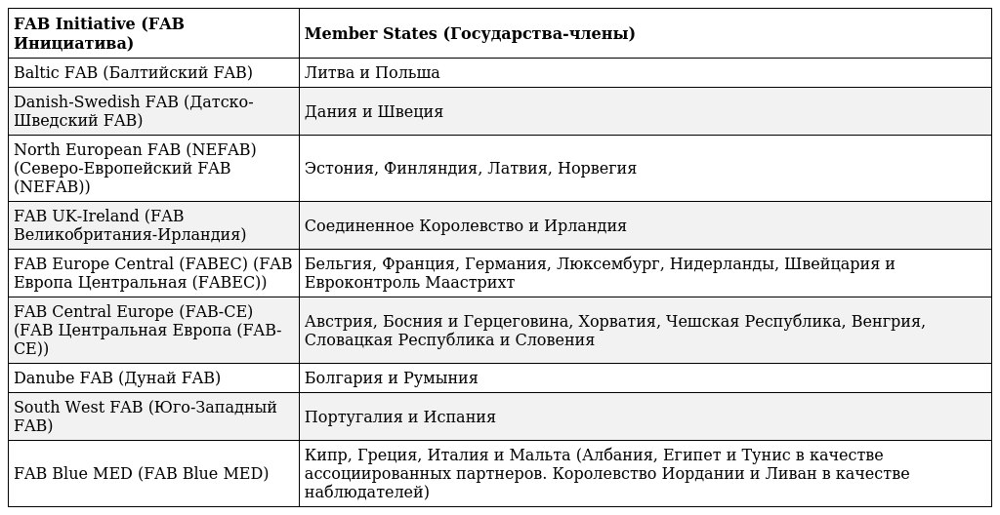 FAB Initiative (FAB
Инициатива)
Member States (Государства-члены)
Baltic FAB (Балтийский FAB)
Литва и Польша
Danish-Swedish FAB (Датско-
Шведский FAB)
Дания и Швеция
North European FAB (NEFAB)
(Северо-Европейский FAB
(NEFAB))
Эстония, Финляндия, Латвия, Норвегия
FAB UK-Ireland (FAB
Великобритания-Ирландия)
Соединенное Королевство и Ирландия
FAB Europe Central (FABEC) (FAB
Европа Центральная (FABEC))
Бельгия, Франция, Германия, Люксембург, Нидерланды, Швейцария и
Евроконтроль Маастрихт
FAB Central Europe (FAB-CE)
(FAB Центральная Европа (FAB-
CE))
Австрия, Босния и Герцеговина, Хорватия, Чешская Республика, Венгрия,
Словацкая Республика и Словения
Danube FAB (Дунай FAB)
Болгария и Румыния
South West FAB (Юго-Западный
FAB)
Португалия и Испания
FAB Blue MED (FAB Blue MED)
Кипр, Греция, Италия и Мальта (Албания, Египет и Тунис в качестве
ассоциированных партнеров. Королевство Иордании и Ливан в качестве
наблюдателей)